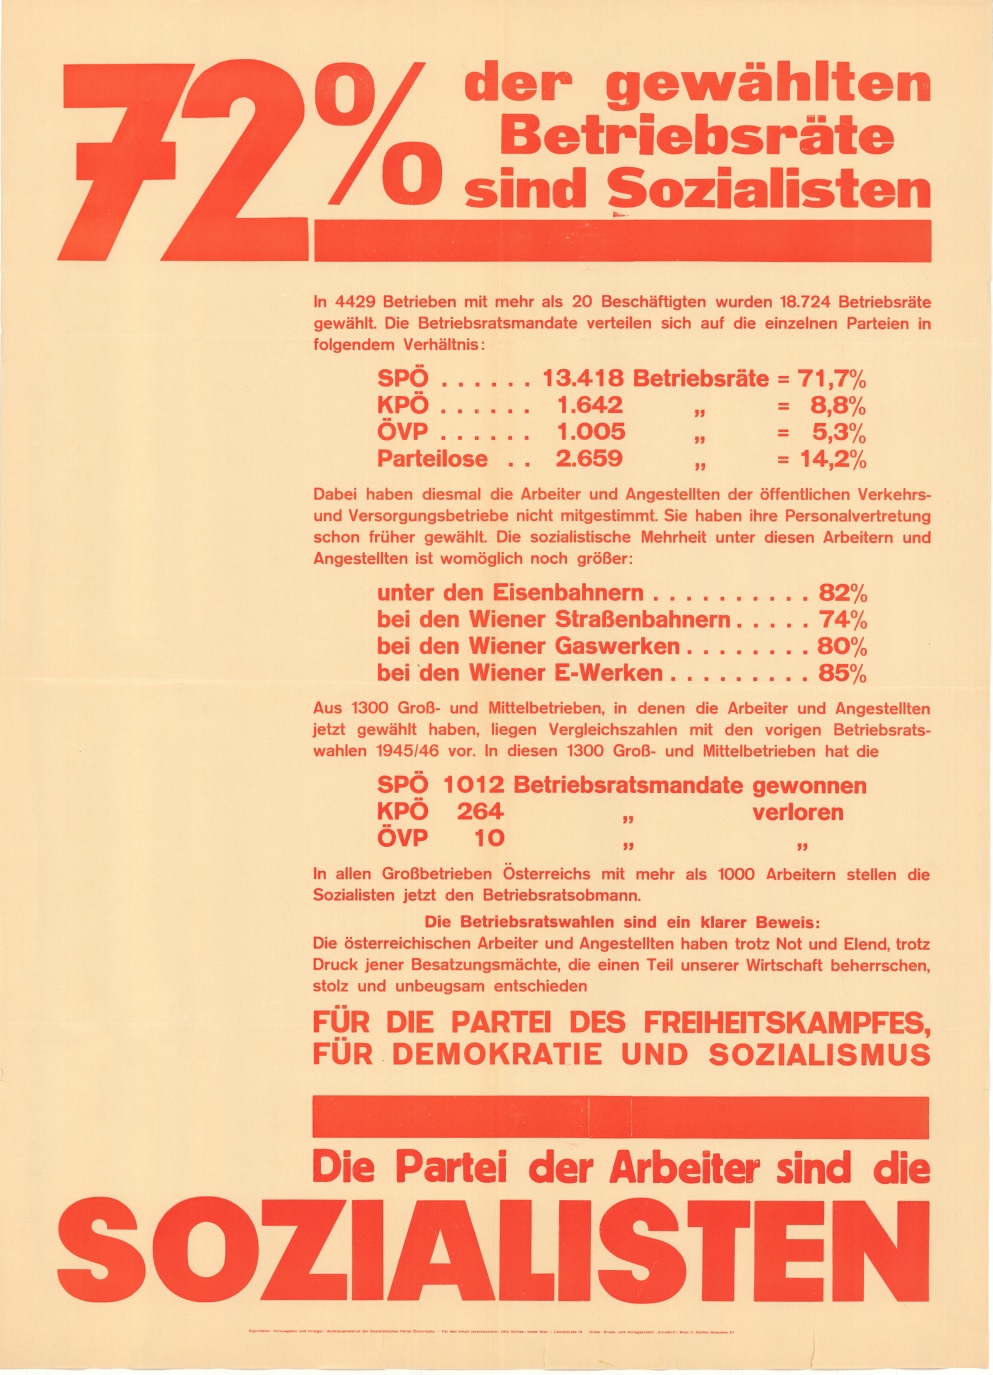 72% der gewählten
Betriebsräte
sind Sozialisten
In 4429 Betrieben mit mehr als 20 Beschäftigten wurden 18.724 Betriebsräte
gewählt. Die Betriebsratsmandate verteilen sich auf die einzelnen Parteien in
folgendem Verhältnis:
SPÖ . . . . . . 13.418 Betriebsräte = 71,7%
KPÖ . . . . . . 1.642 „ = 8,8%
ÖVP . . . . . . 1.005 „ = 5,3%
Parteilose . . 2.659 „ = 14,2%
Dabei haben diesmal die Arbeiter und Angestellten der öffentlichen Verkehrs-
und Versorgungsbetriebe nicht mitgestimmt. Sie haben ihre Personalvertretung
schon früher gewählt. Die sozialistische Mehrheit unter diesen Arbeitern und
Angestellten ist womöglich noch größer:
unter den Eisenbahnern . . . . . . . . . . 82%
bei den Wiener Straßenbahnern . . . . . 74%
bei den Wiener Gaswerken . . . . . . . . 80%
bei den Wiener E-Werken . . . . . . . . . 85%
Aus 1300 Groß- und Mittelbetrieben, in denen die Arbeiter und Angestellten
jetzt gewählt haben, liegen Vergleichszahlen mit den vorigen Betriebsrats-
wahlen 1945/46 vor. In diesen 1300 Groß- und Mittelbetrieben hat die
SPÖ 1012 Betriebsratsmandate gewonnen
KPÖ 264 „ verloren
ÖVP 10 „ „
In allen Großbetrieben Österreichs mit mehr als 1000 Arbeitern stellen die
Sozialisten jetzt den Betriebsratsobmann.
Die Betriebsratswahlen sind ein klarer Beweis:
Die österreichischen Arbeiter und Angestellten haben trotz Not und Elend, trotz
Druck jener Besatzungsmächte, die einen Teil unserer Wirtschaft beherrschen,
stolz und unbeugsam entschieden
FÜR DIE PARTEI DES FREIHEITSKAMPFES,
FÜR DEMOKRATIE UND SOZIALISMUS
Die Partei der Arbeiter sind die
SOZIALISTEN